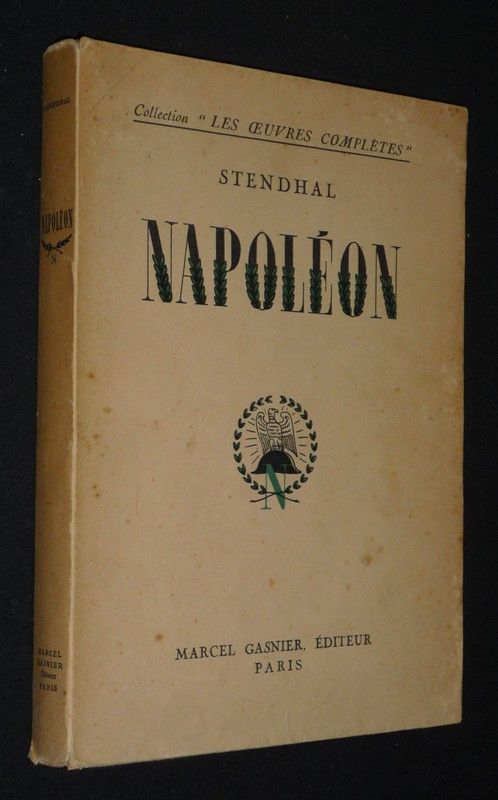 STENDHAL
NAPOLÉON
N
MARCEL
GASNIER
Éditeur
PARIS
Collection "LES ŒUVRES COMPLÈTES"
STENDHAL
NAPOLÉON
N
MARCEL GASNIER, ÉDITEUR
PARIS